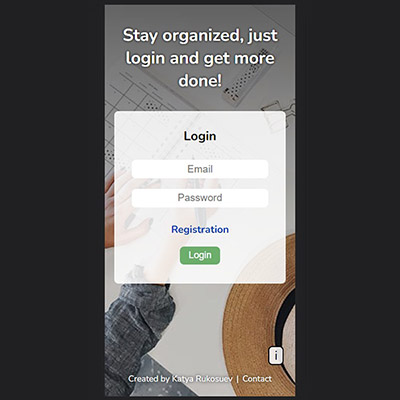 Stay organized, just
login and get more
done!
Login
Email
Password
Registration
Login
i
Created by Katya Rukosuev | Contact